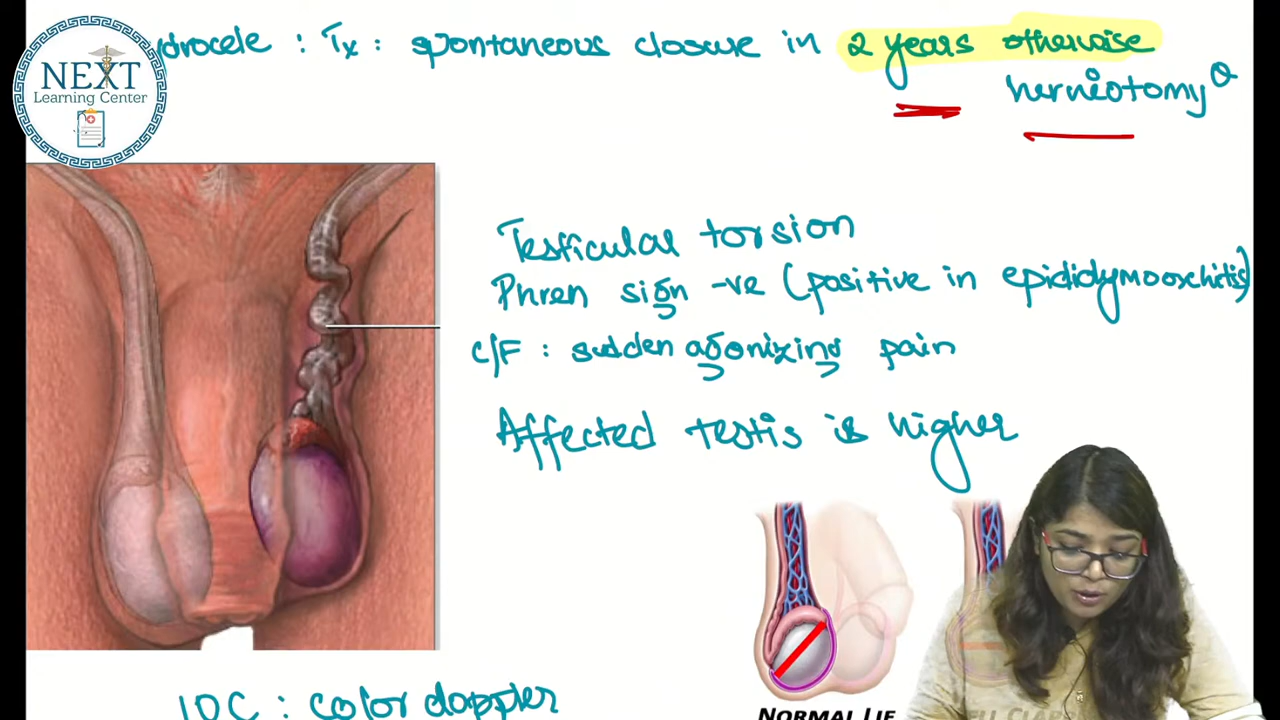 NEXT
Learning Center
ydrocele : Tx : spontaneous closure in 2 years otherwise
herniotomy Q
Testicular torsion
Phren sign -ve (positive in epididymoorchitis)
C/F : sudden agonizing pain
Affected testis is higher
IOC : color doppler
NORMAL LIE